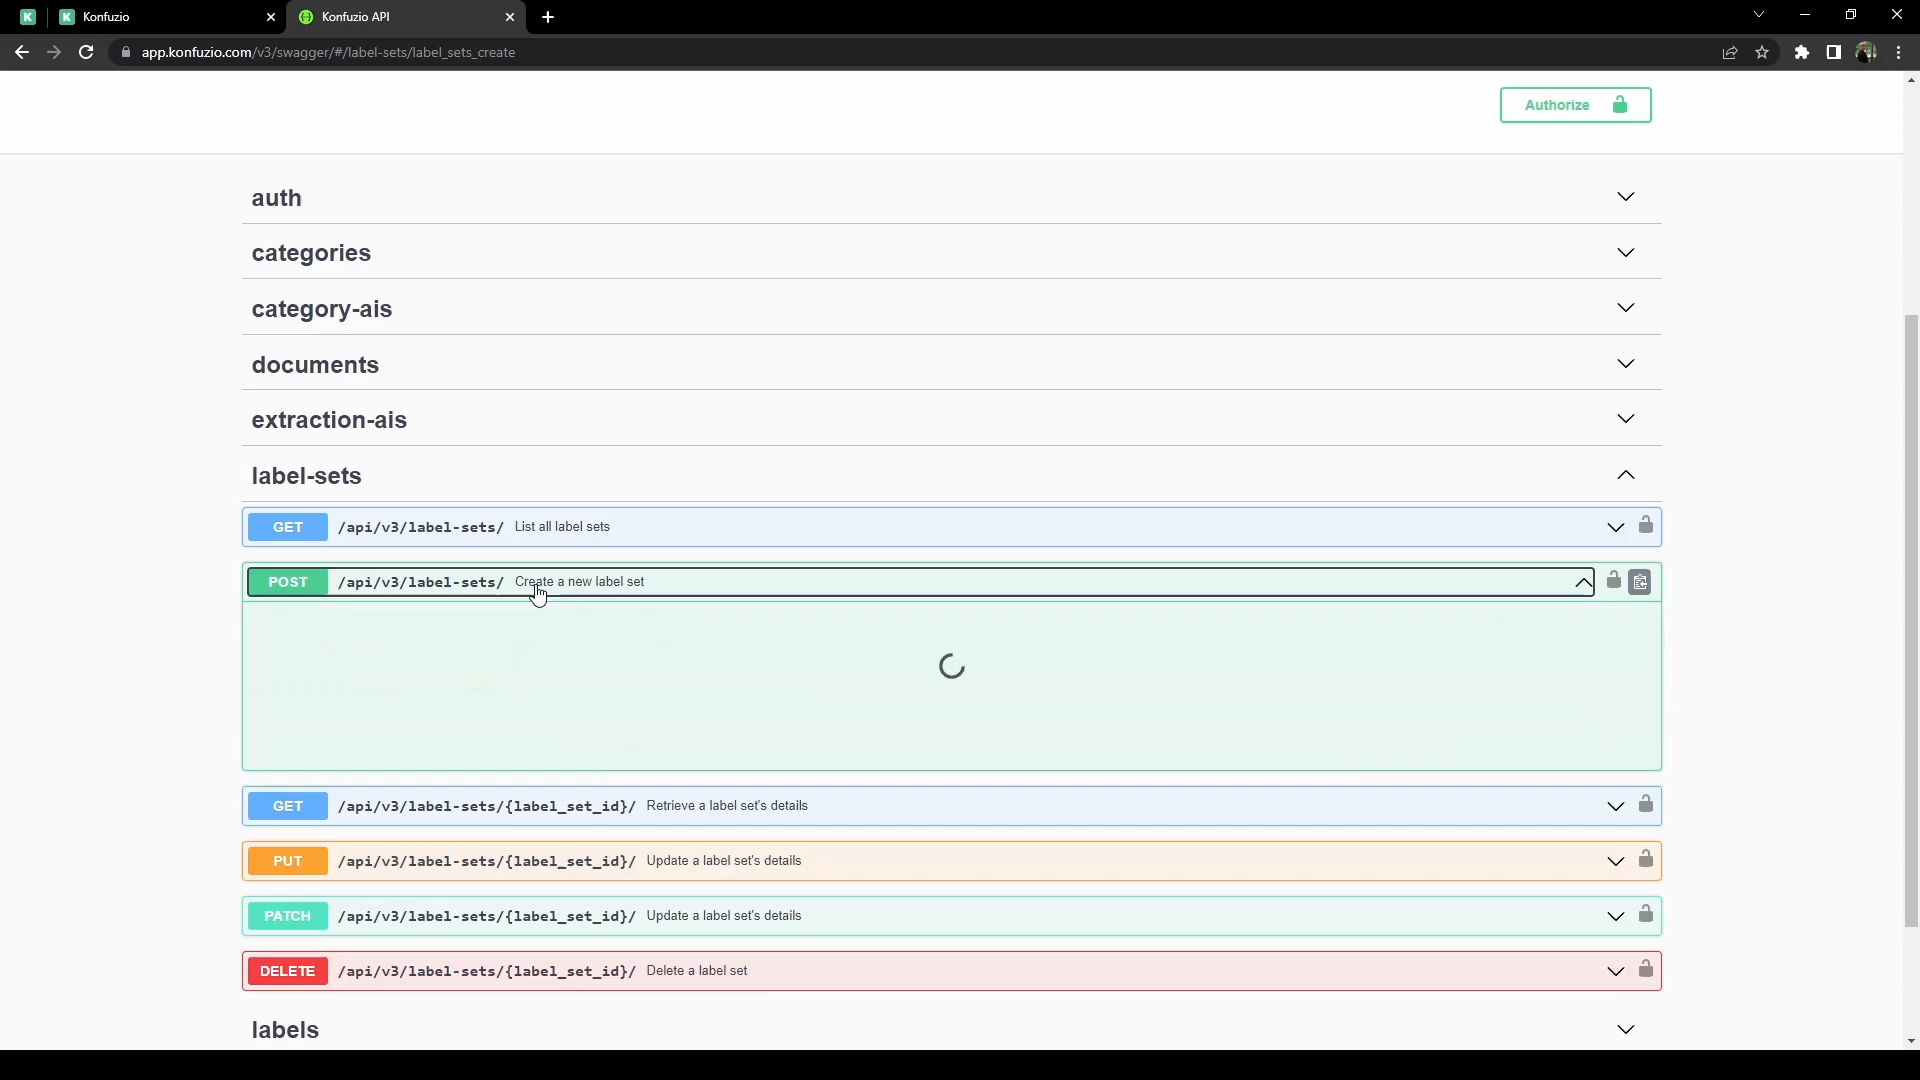 Konfuzio
Konfuzio API
app.konfuzio.com/v3/swagger/#/label-sets/label_sets_create
Authorize
auth
categories
category-ais
documents
extraction-ais
label-sets
GET /api/v3/label-sets/ List all label sets
POST /api/v3/label-sets/ Create a new label set
GET /api/v3/label-sets/{label_set_id}/ Retrieve a label set's details
PUT /api/v3/label-sets/{label_set_id}/ Update a label set's details
PATCH /api/v3/label-sets/{label_set_id}/ Update a label set's details
DELETE /api/v3/label-sets/{label_set_id}/ Delete a label set
labels